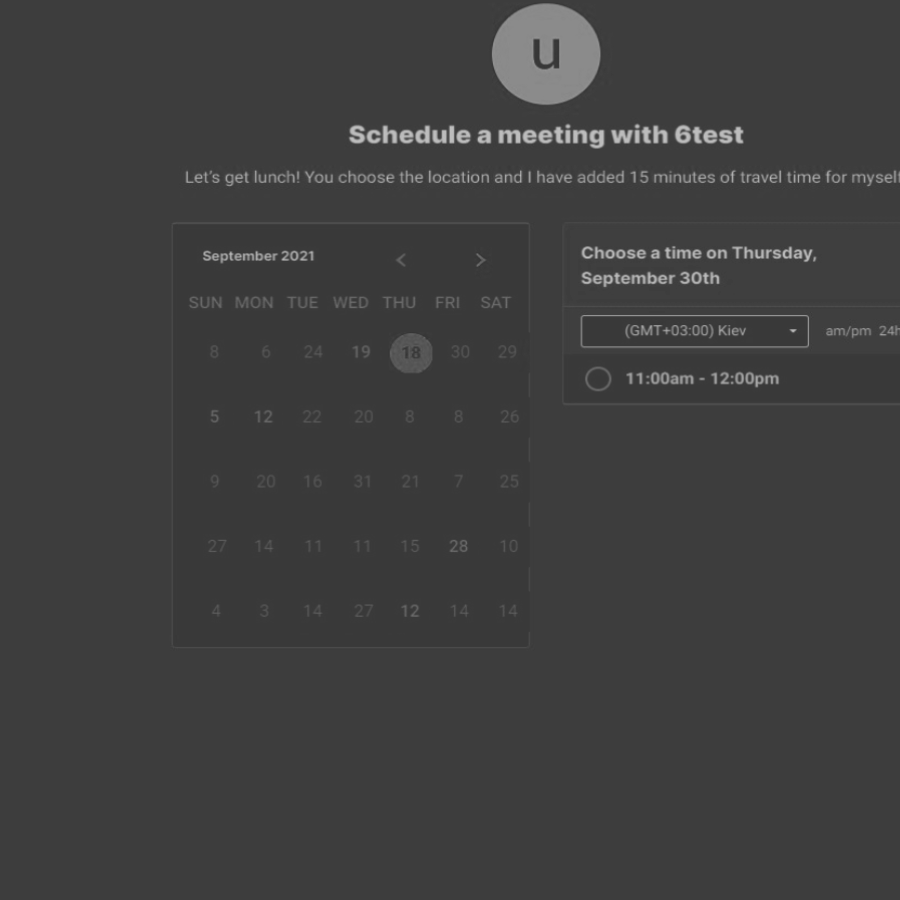 u
Schedule a meeting with 6test
Let's get lunch! You choose the location and I have added 15 minutes of travel time for myself
September 2021 < >
SUN MON TUE WED THU FRI SAT
8 6 24 19 18 30 29
5 12 22 20 8 8 26
9 20 16 31 21 7 25
27 14 11 11 15 28 10
4 3 14 27 12 14 14
Choose a time on Thursday,
September 30th
(GMT+03:00) Kiev
am/pm 24h
11:00am - 12:00pm